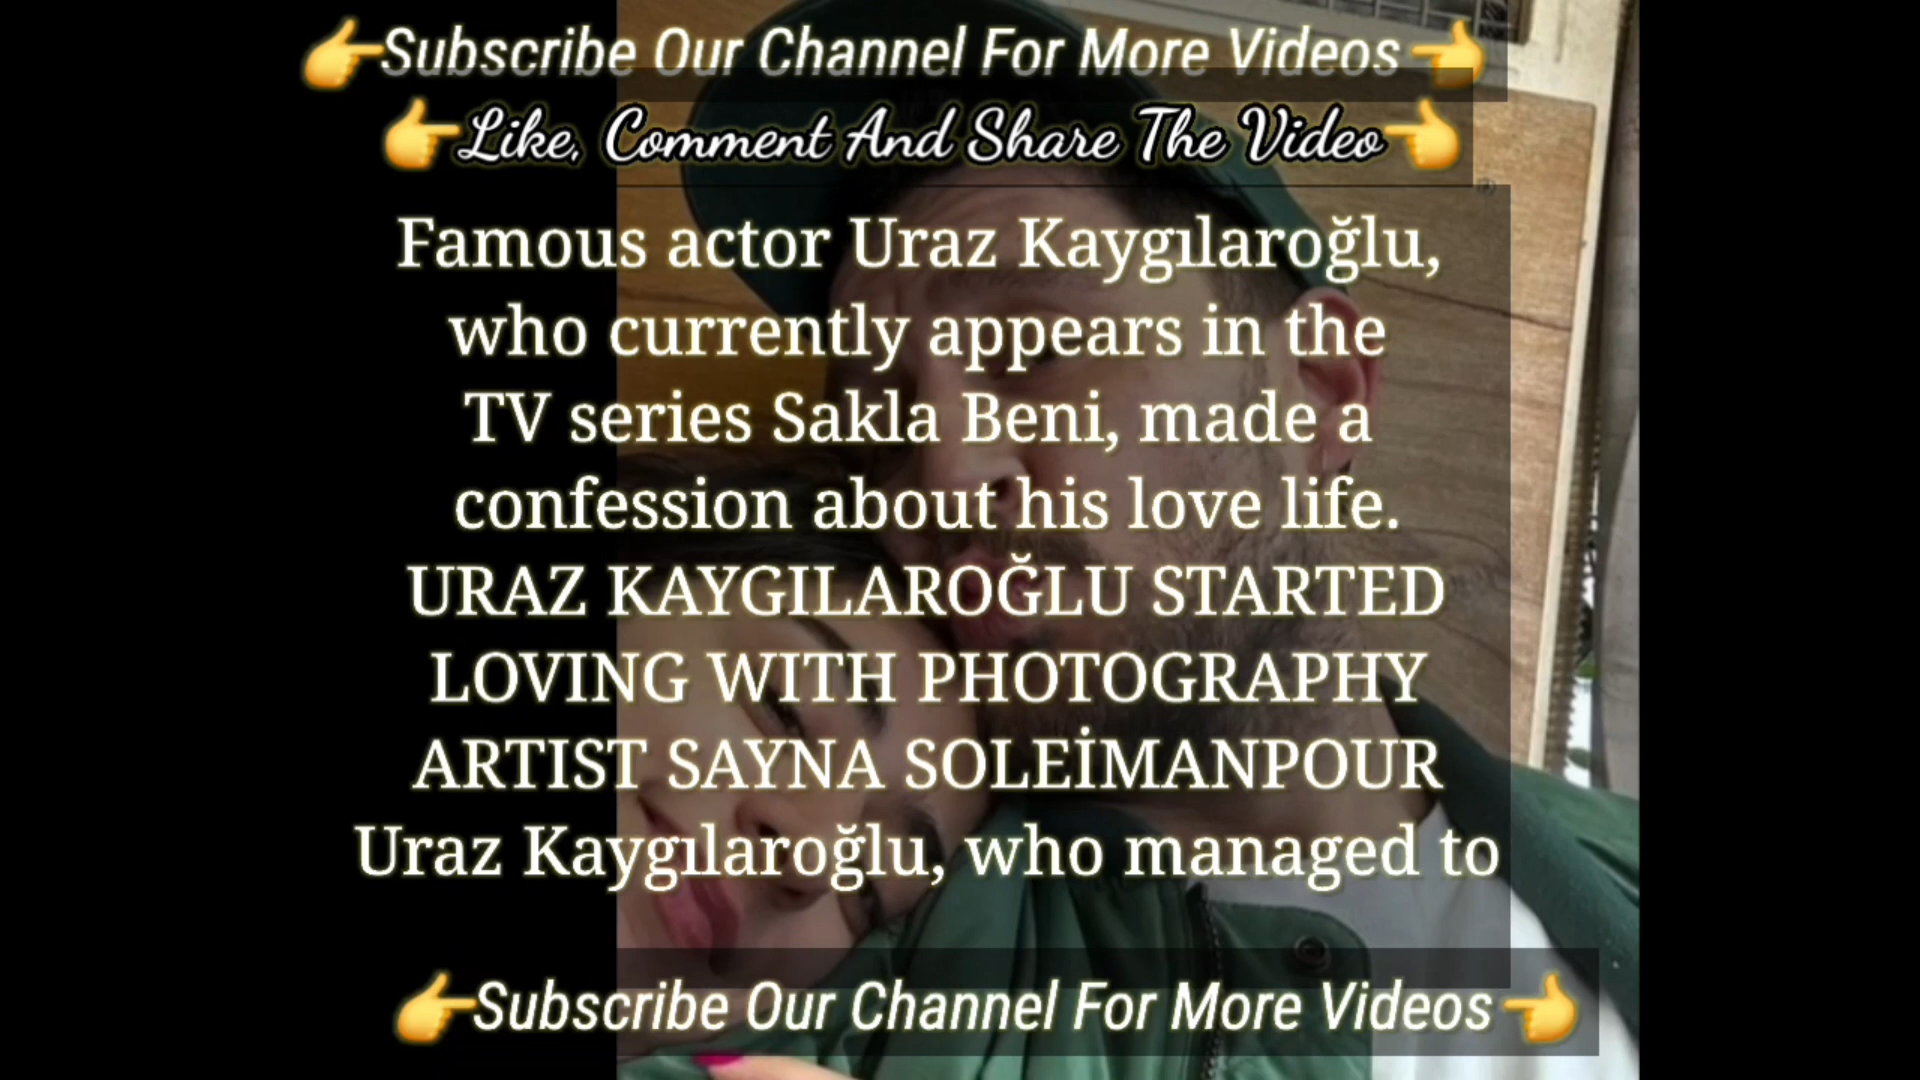 👉Subscribe Our Channel For More Videos👈
👉Like, Comment And Share The Video👈
Famous actor Uraz Kaygılaroğlu,
who currently appears in the
TV series Sakla Beni, made a
confession about his love life.
URAZ KAYGILAROĞLU STARTED
LOVING WITH PHOTOGRAPHY
ARTIST SAYNA SOLEİMANPOUR
Uraz Kaygılaroğlu, who managed to
👉Subscribe Our Channel For More Videos👈